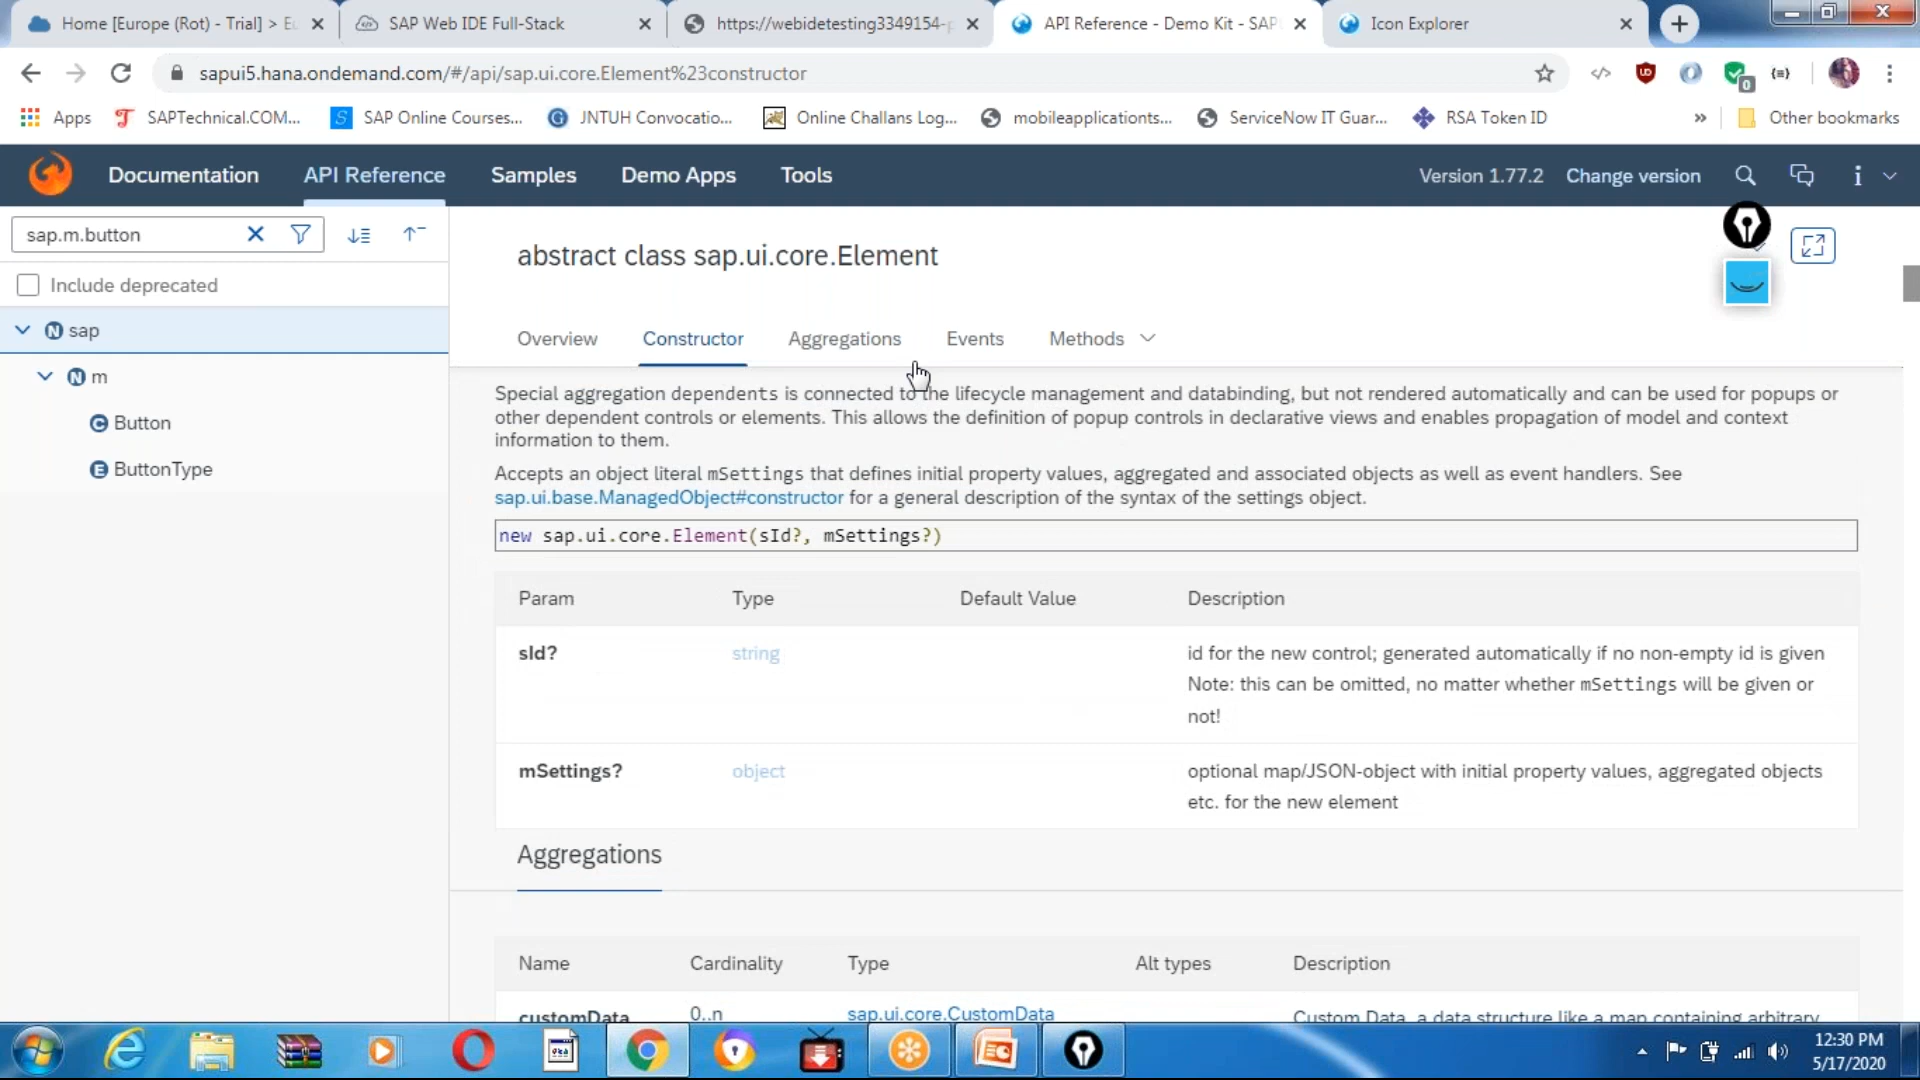 Home [Europe (Rot) - Trial] > Eu
SAP Web IDE Full-Stack
https://webidetesting3349154-p
API Reference - Demo Kit - SAP
Icon Explorer
sapui5.hana.ondemand.com/#/api/sap.ui.core.Element%23constructor
Apps
SAPTechnical.COM...
SAP Online Courses...
JNTUH Convocatio...
Online Challans Log...
mobileapplicationts...
ServiceNow IT Guar...
RSA Token ID
Other bookmarks
Documentation
API Reference
Samples
Demo Apps
Tools
Version 1.77.2
Change version
sap.m.button
Include deprecated
N sap
N m
C Button
E ButtonType
abstract class sap.ui.core.Element
Overview
Constructor
Aggregations
Events
Methods
Special aggregation dependents is connected to the lifecycle management and databinding, but not rendered automatically and can be used for popups or
other dependent controls or elements. This allows the definition of popup controls in declarative views and enables propagation of model and context
information to them.
Accepts an object literal mSettings that defines initial property values, aggregated and associated objects as well as event handlers. See
sap.ui.base.ManagedObject#constructor for a general description of the syntax of the settings object.
new sap.ui.core.Element(sId?, mSettings?)
Param Type Default Value Description
sId? string id for the new control; generated automatically if no non-empty id is given
Note: this can be omitted, no matter whether mSettings will be given or
not!
mSettings? object optional map/JSON-object with initial property values, aggregated objects
etc. for the new element
Aggregations
Name Cardinality Type Alt types Description
customData 0..n sap.ui.core.CustomData Custom Data, a data structure like a map containing arbitrary
12:30 PM
5/17/2020